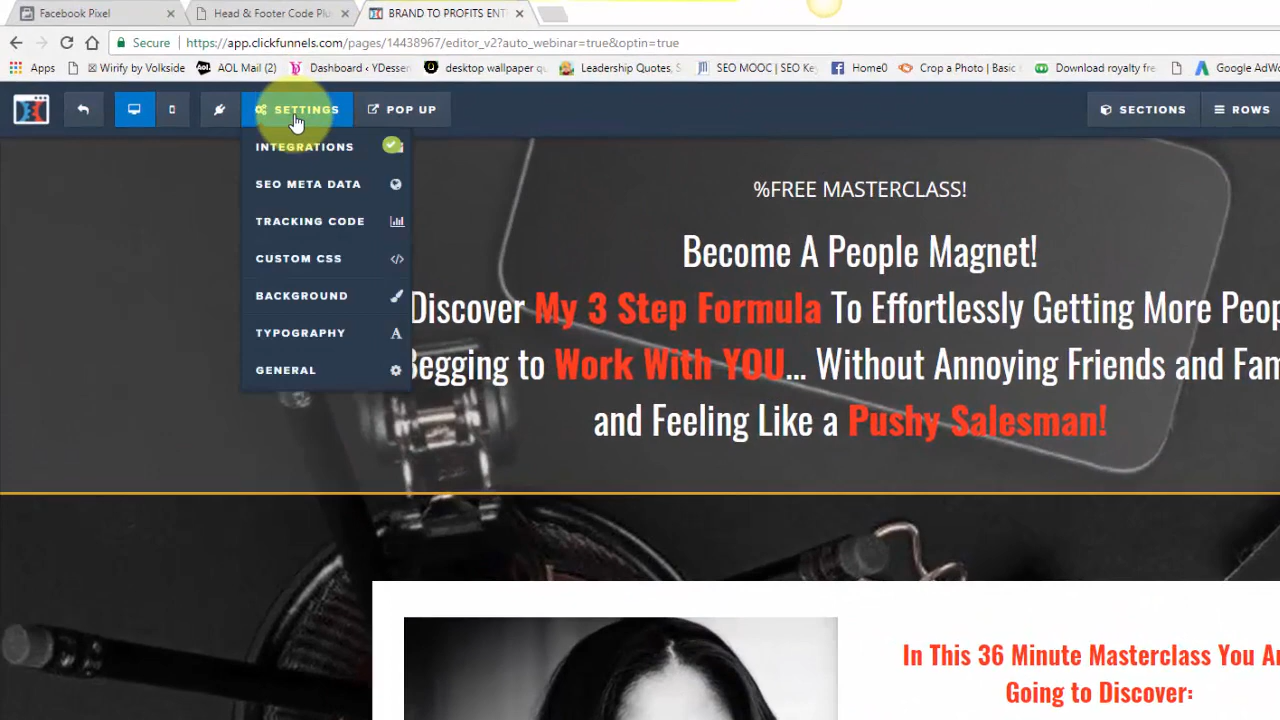 Facebook Pixel
Head & Footer Code Plu
BRAND TO PROFITS ENT
Secure
https://app.clickfunnels.com/pages/14438967/editor_v2?auto_webinar=true&optin=true
Apps
Wirify by Volkside
AOL Mail (2)
Dashboard ‹ YDesser
desktop wallpaper qu
Leadership Quotes, S
SEO MOOC | SEO Key
Home0
Crop a Photo | Basic
Download royalty fre
Google AdWo
SETTINGS
POP UP
SECTIONS
ROWS
INTEGRATIONS
SEO META DATA
TRACKING CODE
CUSTOM CSS
BACKGROUND
TYPOGRAPHY
GENERAL
%FREE MASTERCLASS!
Become A People Magnet!
Discover My 3 Step Formula To Effortlessly Getting More Peop
Begging to Work With YOU... Without Annoying Friends and Fam
and Feeling Like a Pushy Salesman!
In This 36 Minute Masterclass You Ar
Going to Discover: